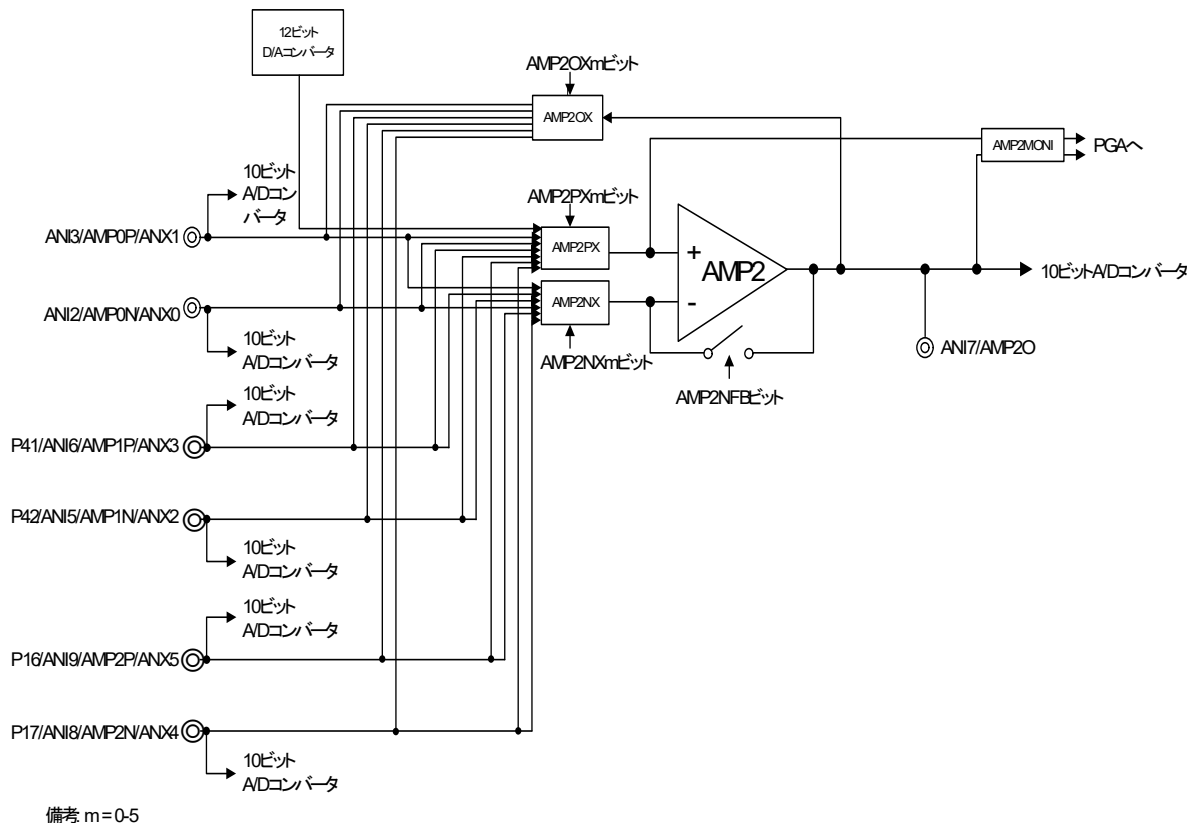 12ビット
D/Aコンバータ
AMP2OXmビット
AMP2OX
AMP2MONI
PGAへ
10ビット
A/Dコン
バータ
AMP2PXmビット
ANI3/AMP0P/ANX1
AMP2PX
+
AMP2
-
10ビットA/Dコンバータ
AMP2NX
ANI2/AMP0N/ANX0
10ビット
A/Dコンバータ
AMP2NXmビット
ANI7/AMP2O
AMP2NFBビット
10ビット
A/Dコンバータ
P41/ANI6/AMP1P/ANX3
P42/ANI5/AMP1N/ANX2
10ビット
A/Dコンバータ
10ビット
A/Dコンバータ
P16/ANI9/AMP2P/ANX5
P17/ANI8/AMP2N/ANX4
10ビット
A/Dコンバータ
備考 m = 0-5